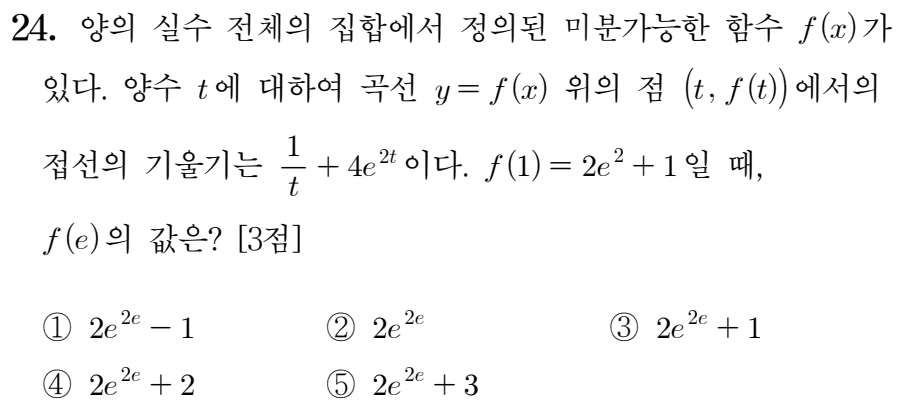 24. 양의 실수 전체의 집합에서 정의된 미분가능한 함수 f(x)가
있다. 양수 t에 대하여 곡선 y = f(x) 위의 점 (t, f(t))에서의
접선의 기울기는 \frac{1}{t} + 4e^{2t}이다. f(1) = 2e^2 + 1일 때,
f(e)의 값은? [3점]
① 2e^{2e} − 1 ② 2e^{2e} ③ 2e^{2e} + 1
④ 2e^{2e} + 2 ⑤ 2e^{2e} + 3